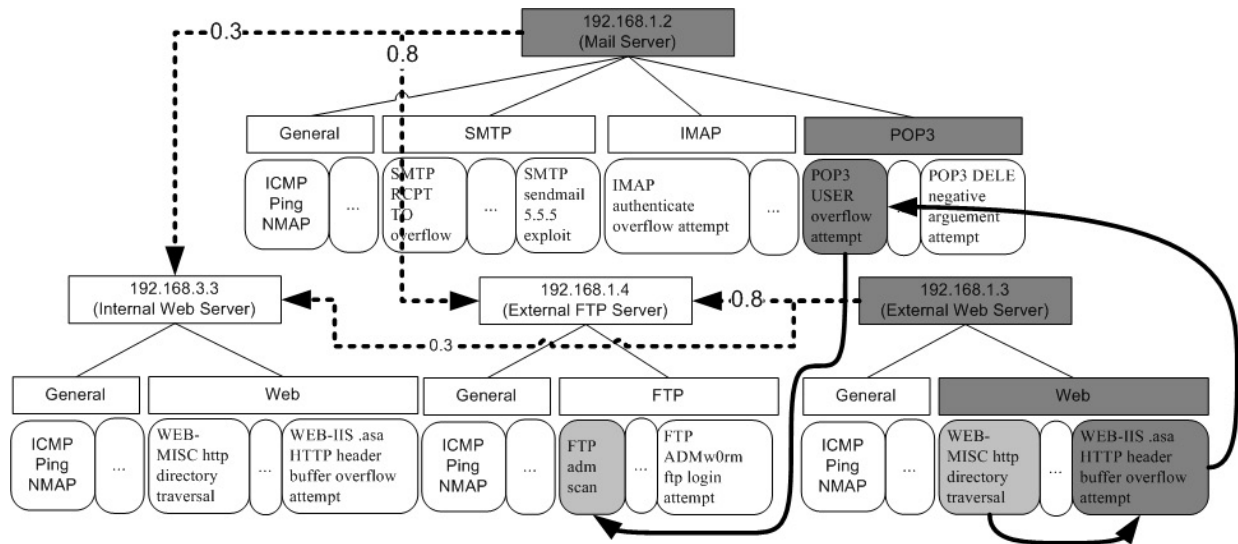 192.168.1.2
(Mail Server)
0.3
0.8
General
SMTP
IMAP
POP3
ICMP
Ping
NMAP
...
SMTP
RCPT
TO
overflow
...
SMTP
sendmail
5.5.5
exploit
IMAP
authenticate
overflow attempt
...
POP3
USER
overflow
attempt
...
POP3 DELE
negative
arguement
attempt
192.168.3.3
(Internal Web Server)
192.168.1.4
(External FTP Server)
0.8
192.168.1.3
(External Web Server)
0.3
General
Web
General
FTP
General
Web
ICMP
Ping
NMAP
...
WEB-
MISC http
directory
traversal
...
WEB-IIS .asa
HTTP header
buffer overflow
attempt
ICMP
Ping
NMAP
...
FTP
adm
scan
...
FTP
ADMw0rm
ftp login
attempt
ICMP
Ping
NMAP
...
WEB-
MISC http
directory
traversal
...
WEB-IIS .asa
HTTP header
buffer overflow
attempt